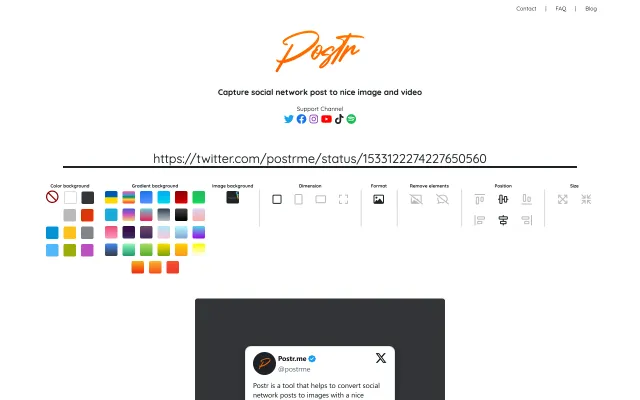 Contact | FAQ | Blog
Postr
Capture social network post to nice image and video
Support Channel
https://twitter.com/postrme/status/1533122274227650560
Color background Gradient background Image background Dimension Format Remove elements Position Size
Postr.me
@postrme
Postr is a tool that helps to convert social
network posts to images with a nice